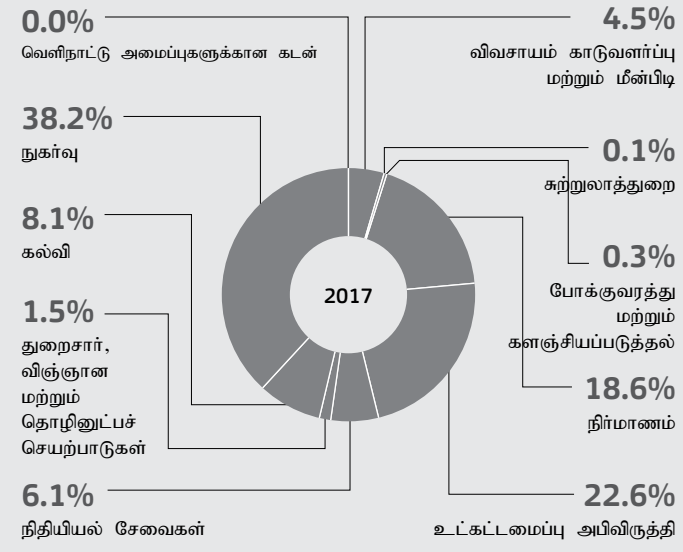 0.0%
வெளிநாட்டு அமைப்புகளுக்கான கடன்
38.2%
நுகர்வு
8.1%
கல்வி
1.5%
துறைசார்,
விஞ்ஞான
மற்றும்
தொழினுட்பச்
செயற்பாடுகள்
6.1%
நிதியியல் சேவைகள்
2017
4.5%
விவசாயம் காடுவளர்ப்பு
மற்றும் மீன்பிடி
0.1%
சுற்றுலாத்துறை
0.3%
போக்குவரத்து
மற்றும்
களஞ்சியப்படுத்தல்
18.6%
நிர்மாணம்
22.6%
உட்கட்டமைப்பு அபிவிருத்தி